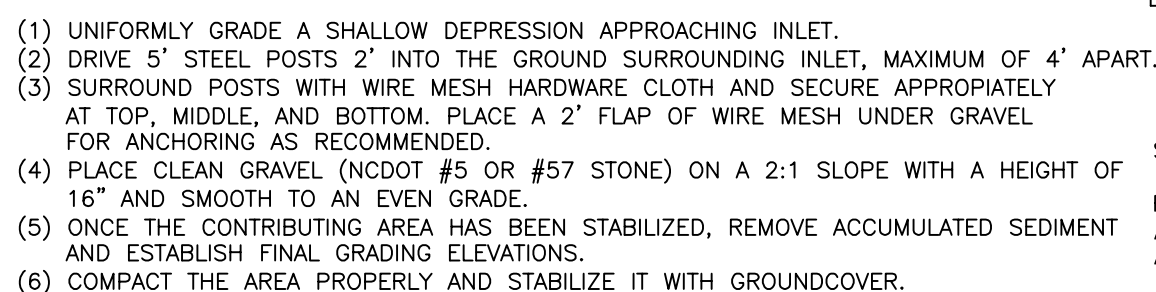 (1) UNIFORMLY GRADE A SHALLOW DEPRESSION APPROACHING INLET.
(2) DRIVE 5' STEEL POSTS 2' INTO THE GROUND SURROUNDING INLET, MAXIMUM OF 4' APART.
(3) SURROUND POSTS WITH WIRE MESH HARDWARE CLOTH AND SECURE APPROPIATELY
AT TOP, MIDDLE, AND BOTTOM. PLACE A 2' FLAP OF WIRE MESH UNDER GRAVEL
FOR ANCHORING AS RECOMMENDED.
(4) PLACE CLEAN GRAVEL (NCDOT #5 OR #57 STONE) ON A 2:1 SLOPE WITH A HEIGHT OF
16" AND SMOOTH TO AN EVEN GRADE.
(5) ONCE THE CONTRIBUTING AREA HAS BEEN STABILIZED, REMOVE ACCUMULATED SEDIMENT
AND ESTABLISH FINAL GRADING ELEVATIONS.
(6) COMPACT THE AREA PROPERLY AND STABILIZE IT WITH GROUNDCOVER.